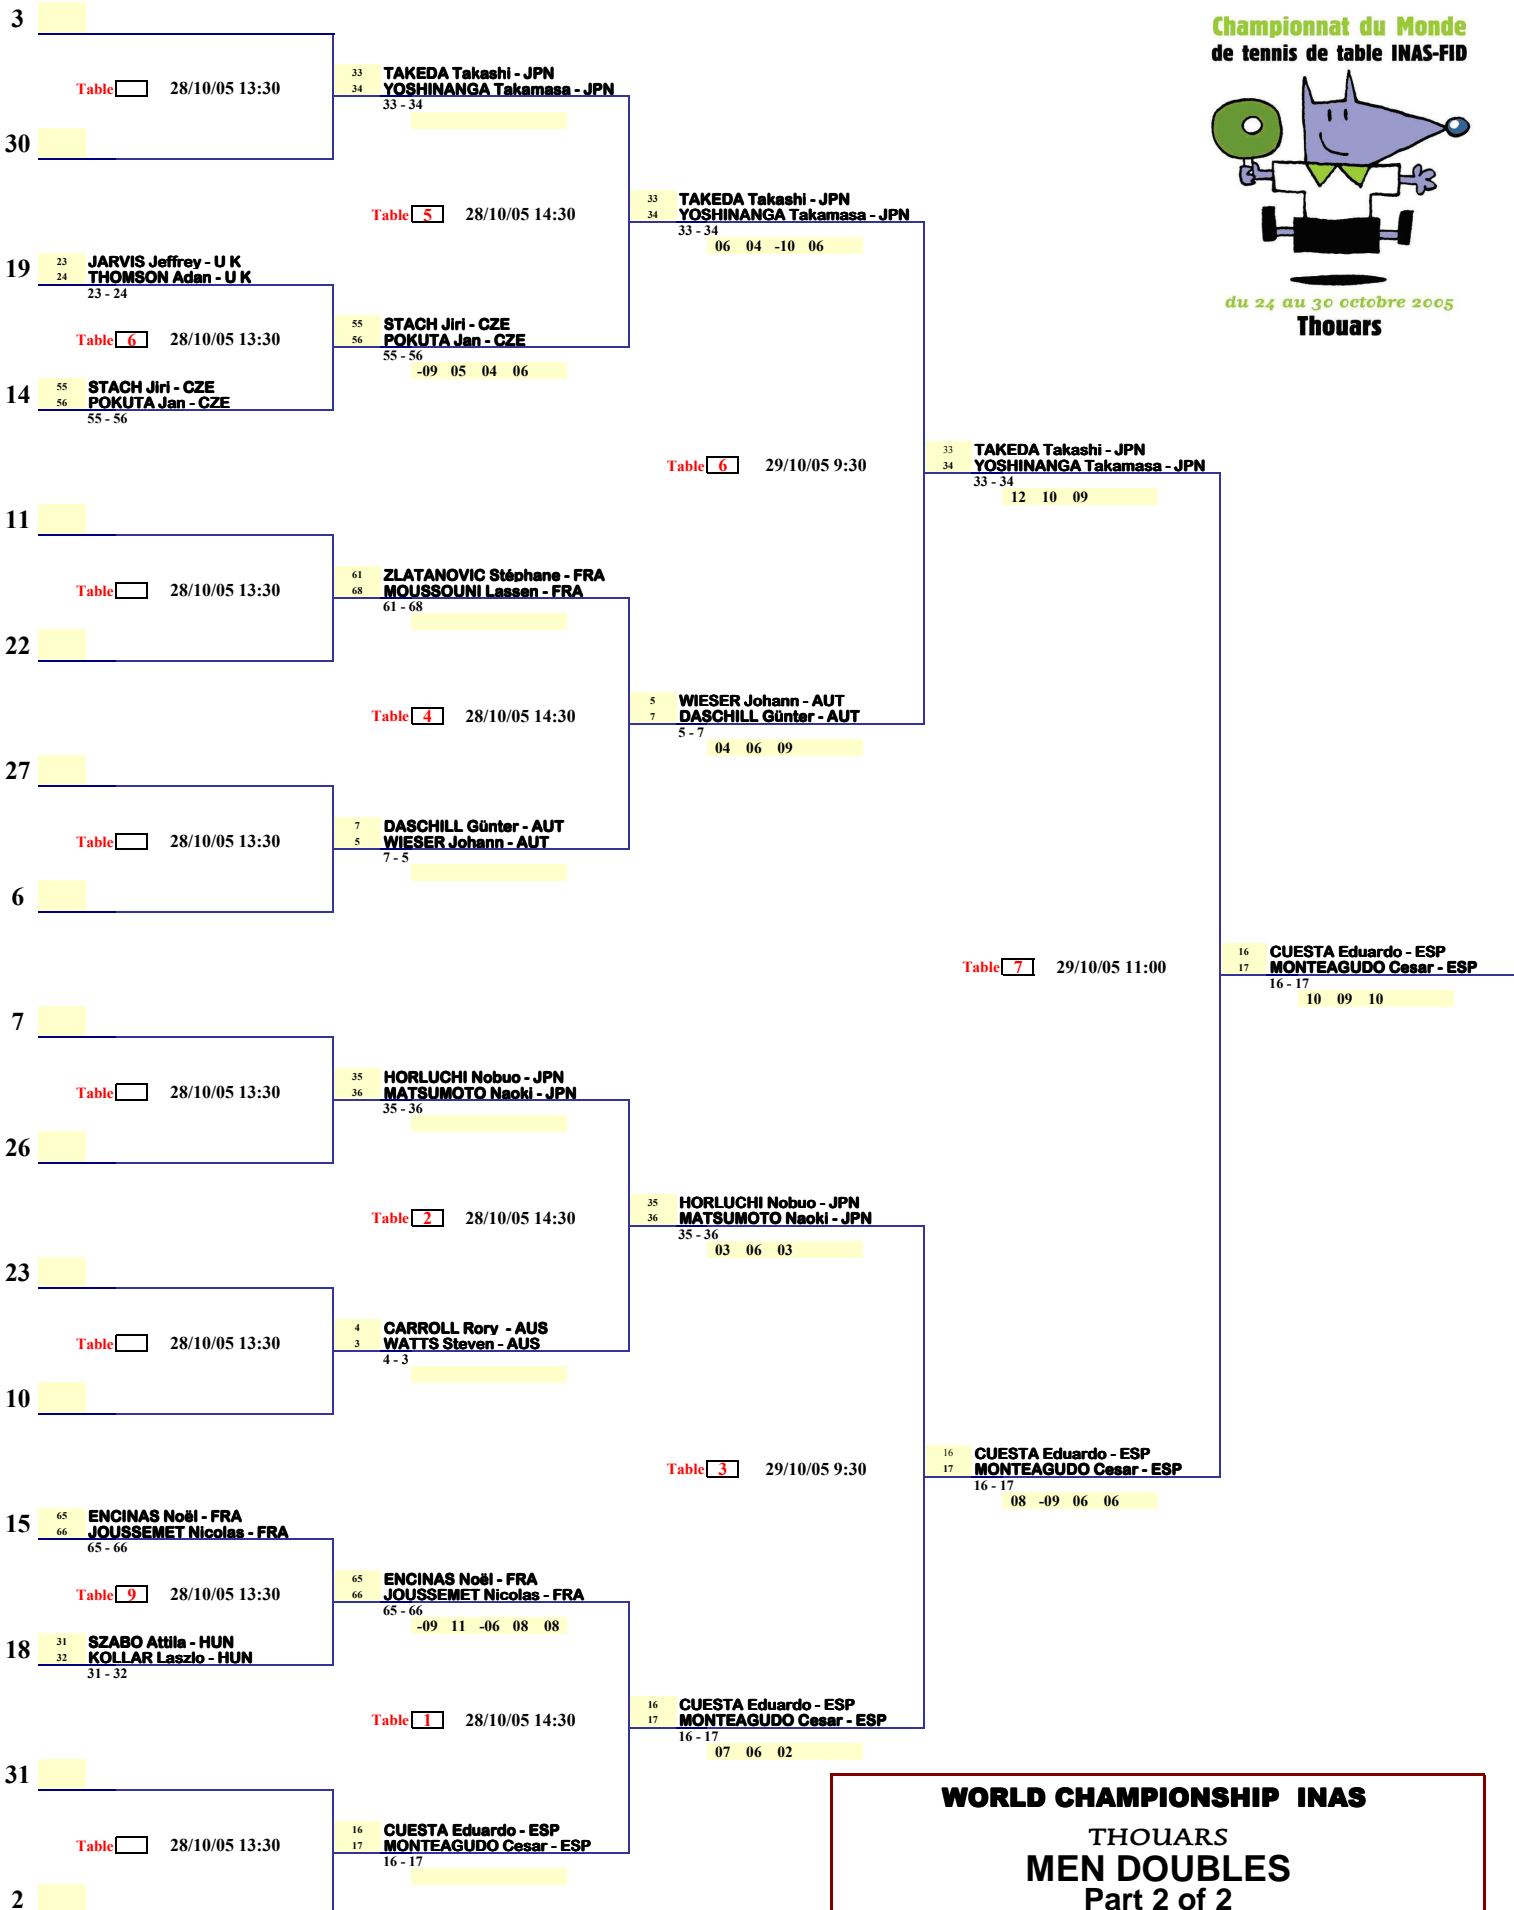 Championnat du Monde
de tennis de table INAS-FID
du 24 au 30 octobre 2005
Thouars
3
Table 28/10/05 13:30
33 TAKEDA Takashi - JPN
34 YOSHINANGA Takamasa - JPN
33 - 34
30
Table 5 28/10/05 14:30
33 TAKEDA Takashi - JPN
34 YOSHINANGA Takamasa - JPN
33 - 34
06 04 -10 06
19
23 JARVIS Jeffrey - U K
24 THOMSON Adan - U K
23 - 24
Table 6 28/10/05 13:30
55 STACH Jiri - CZE
56 POKUTA Jan - CZE
55 - 56
-09 05 04 06
14
55 STACH Jiri - CZE
56 POKUTA Jan - CZE
55 - 56
Table 6 29/10/05 9:30
33 TAKEDA Takashi - JPN
34 YOSHINANGA Takamasa - JPN
33 - 34
12 10 09
11
Table 28/10/05 13:30
61 ZLATANOVIC Stéphane - FRA
68 MOUSSOUNI Lassen - FRA
61 - 68
22
Table 4 28/10/05 14:30
5 WIESER Johann - AUT
7 DASCHILL Günter - AUT
5 - 7
04 06 09
27
Table 28/10/05 13:30
7 DASCHILL Günter - AUT
5 WIESER Johann - AUT
7 - 5
6
Table 7 29/10/05 11:00
16 CUESTA Eduardo - ESP
17 MONTEAGUDO Cesar - ESP
16 - 17
10 09 10
7
Table 28/10/05 13:30
35 HORLUCHI Nobuo - JPN
36 MATSUMOTO Naoki - JPN
35 - 36
26
Table 2 28/10/05 14:30
35 HORLUCHI Nobuo - JPN
36 MATSUMOTO Naoki - JPN
35 - 36
03 06 03
23
Table 28/10/05 13:30
4 CARROLL Rory - AUS
3 WATTS Steven - AUS
4 - 3
10
Table 3 29/10/05 9:30
16 CUESTA Eduardo - ESP
17 MONTEAGUDO Cesar - ESP
16 - 17
08 -09 06 06
15
65 ENCINAS Noël - FRA
66 JOUSSEMET Nicolas - FRA
65 - 66
Table 9 28/10/05 13:30
65 ENCINAS Noël - FRA
66 JOUSSEMET Nicolas - FRA
65 - 66
-09 11 -06 08 08
18
31 SZABO Attila - HUN
32 KOLLAR Laszlo - HUN
31 - 32
Table 1 28/10/05 14:30
16 CUESTA Eduardo - ESP
17 MONTEAGUDO Cesar - ESP
16 - 17
07 06 02
31
Table 28/10/05 13:30
16 CUESTA Eduardo - ESP
17 MONTEAGUDO Cesar - ESP
16 - 17
2
WORLD CHAMPIONSHIP INAS
THOUARS
MEN DOUBLES
Part 2 of 2